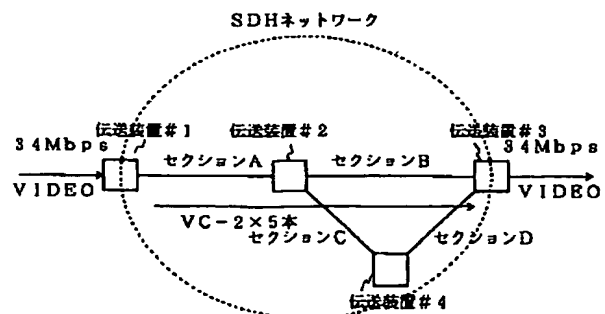 SDHネットワーク
34Mbps
伝送装置#1
伝送装置#2
伝送装置#3
34Mbps
セクションA
セクションB
VIDEO
VIDEO
VC-2×5本
セクションC
セクションD
伝送装置#4